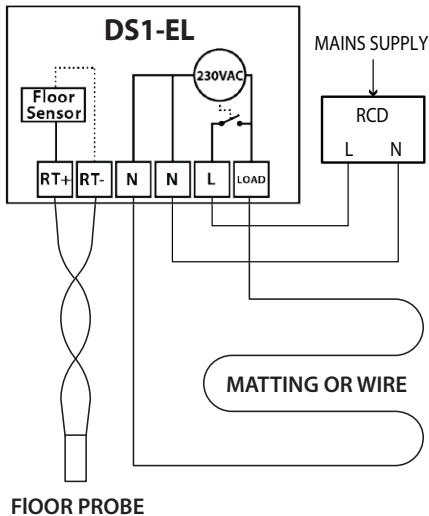 DS1-EL
MAINS SUPPLY
230VAC
Floor
Sensor
RCD
L N
RT+ RT- N N L LOAD
MATTING OR WIRE
FlOOR PROBE